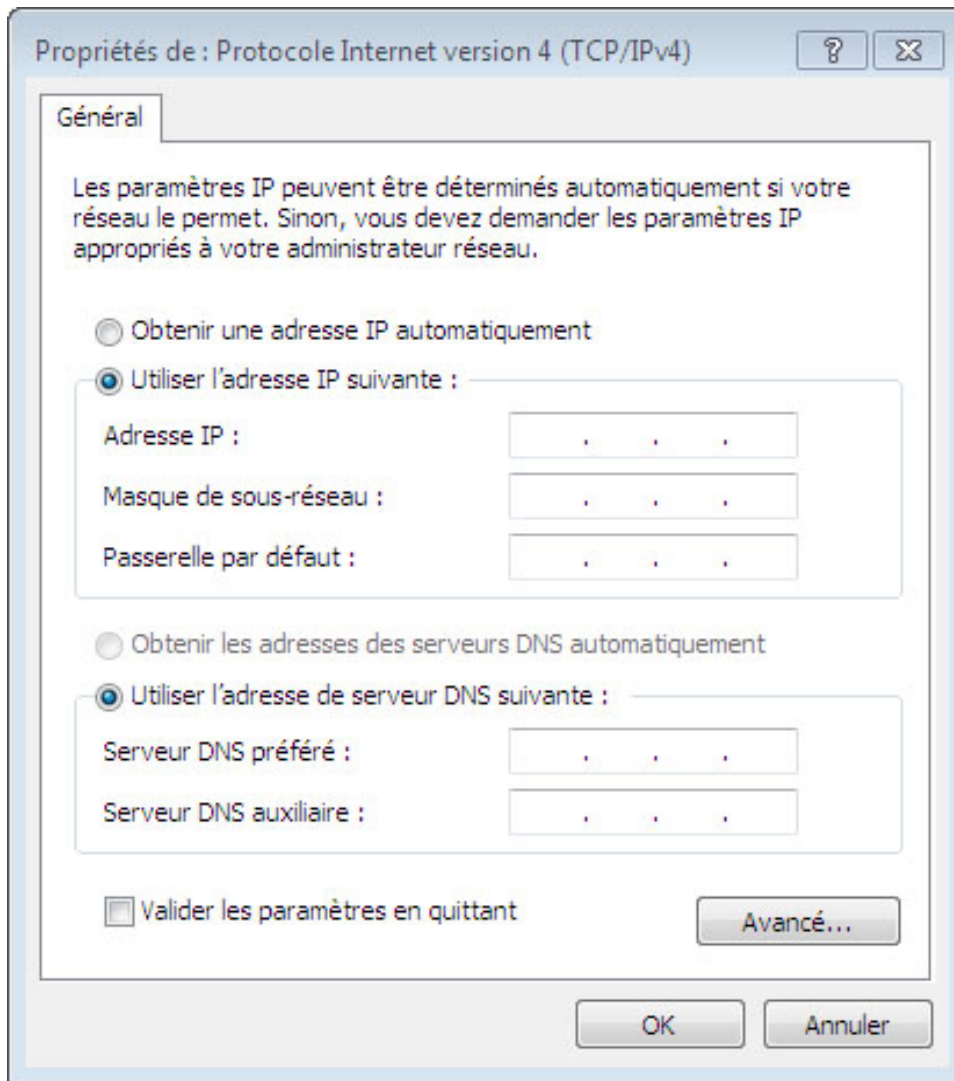 Propriétés de : Protocole Internet version 4 (TCP/IPv4)
Général
Les paramètres IP peuvent être déterminés automatiquement si votre
réseau le permet. Sinon, vous devez demander les paramètres IP
appropriés à votre administrateur réseau.
Obtenir une adresse IP automatiquement
Utiliser l'adresse IP suivante :
Adresse IP : . . .
Masque de sous-réseau : . . .
Passerelle par défaut : . . .
Obtenir les adresses des serveurs DNS automatiquement
Utiliser l'adresse de serveur DNS suivante :
Serveur DNS préféré : . . .
Serveur DNS auxiliaire : . . .
Valider les paramètres en quittant
Avancé...
OK Annuler